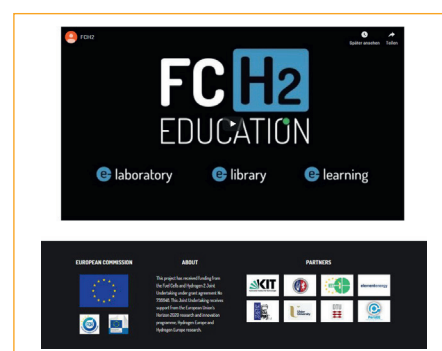 FCH2
Später ansehen
Teilen
FC H2
EDUCATION
e- laboratory
e- library
e- learning
EUROPEAN COMMISSION
ABOUT
This project has received funding from
the Fuel Cells and Hydrogen 2 Joint
Undertaking under grant agreement No
This Joint Undertaking receives
support from the European Union's
Horizon 2020 research and innovation
programme, Hydrogen Europe and
Hydrogen Europe research.
PARTNERS
KIT
elementenergy
Ulster
University